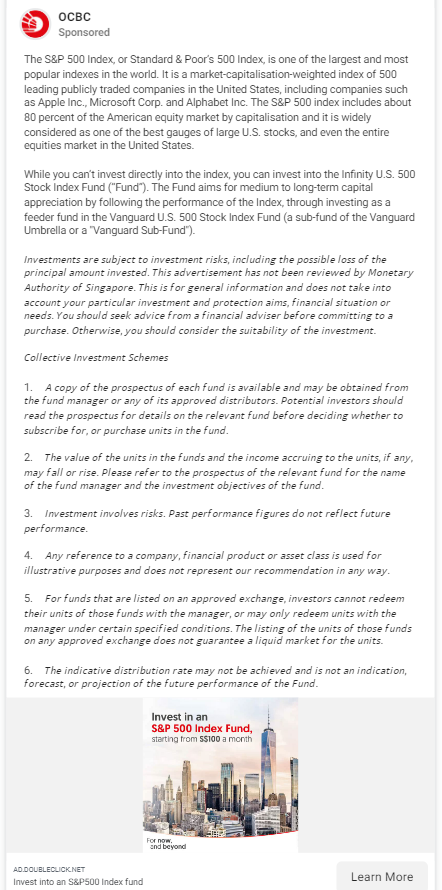 OCBC
Sponsored
The S&P 500 Index, or Standard & Poor's 500 Index, is one of the largest and most
popular indexes in the world. It is a market-capitalisation-weighted index of 500
leading publicly traded companies in the United States, including companies such
as Apple Inc., Microsoft Corp. and Alphabet Inc. The S&P 500 index includes about
80 percent of the American equity market by capitalisation and it is widely
considered as one of the best gauges of large U.S. stocks, and even the entire
equities market in the United States.
While you can't invest directly into the index, you can invest into the Infinity U.S. 500
Stock Index Fund ("Fund"). The Fund aims for medium to long-term capital
appreciation by following the performance of the Index, through investing as a
feeder fund in the Vanguard U.S. 500 Stock Index Fund (a sub-fund of the Vanguard
Umbrella or a "Vanguard Sub-Fund").
Investments are subject to investment risks, including the possible loss of the
principal amount invested. This advertisement has not been reviewed by Monetary
Authority of Singapore. This is for general information and does not take into
account your particular investment and protection aims, financial situation or
needs. You should seek advice from a financial adviser before committing to a
purchase. Otherwise, you should consider the suitability of the investment.
Collective Investment Schemes
1. A copy of the prospectus of each fund is available and may be obtained from
the fund manager or any of its approved distributors. Potential investors should
read the prospectus for details on the relevant fund before deciding whether to
subscribe for, or purchase units in the fund.
2. The value of the units in the funds and the income accruing to the units, if any,
may fall or rise. Please refer to the prospectus of the relevant fund for the name
of the fund manager and the investment objectives of the fund.
3. Investment involves risks. Past performance figures do not reflect future
performance.
4. Any reference to a company, financial product or asset class is used for
illustrative purposes and does not represent our recommendation in any way.
5. For funds that are listed on an approved exchange, investors cannot redeem
their units of those funds with the manager, or may only redeem units with the
manager under certain specified conditions. The listing of the units of those funds
on any approved exchange does not guarantee a liquid market for the units.
6. The indicative distribution rate may not be achieved and is not an indication,
forecast, or projection of the future performance of the Fund.
Invest in an
S&P 500 Index Fund,
starting from S$100 a month
For now,
and beyond
AD.DOUBLECLICK.NET
Invest into an S&P500 Index fund
Learn More